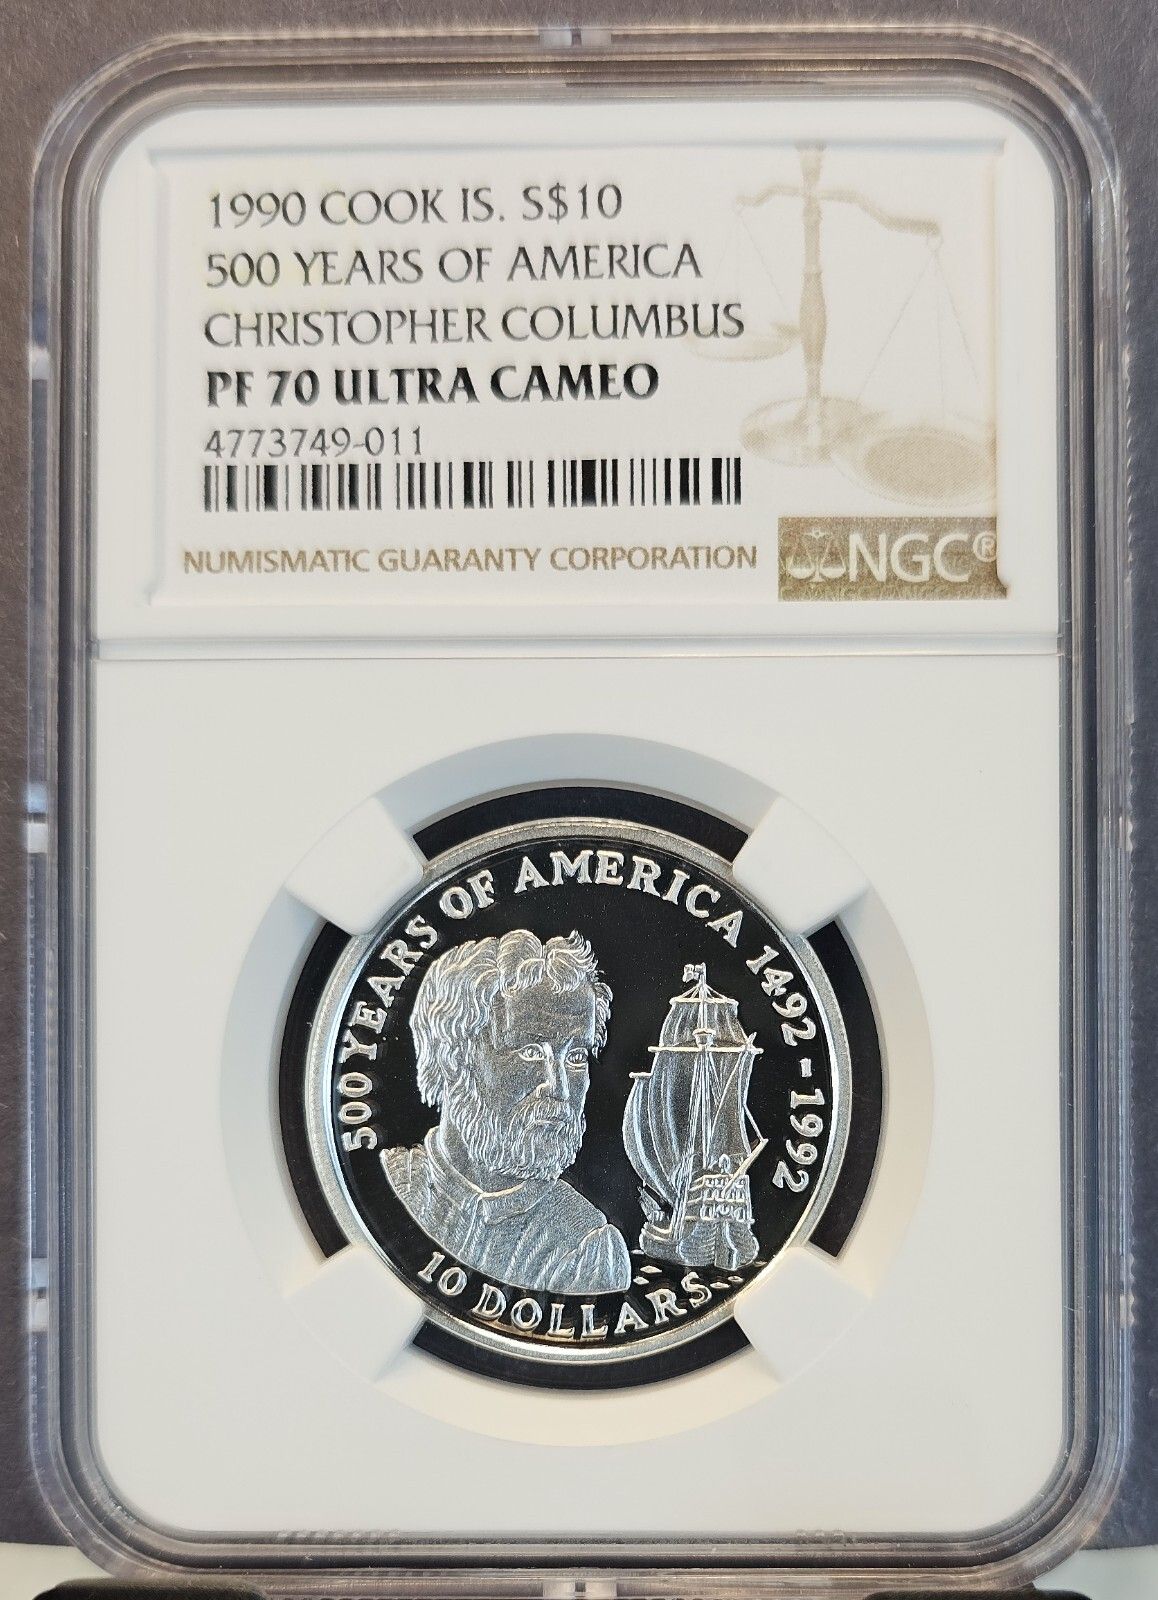 1990 COOK IS. S$10
500 YEARS OF AMERICA
CHRISTOPHER COLUMBUS
PF 70 ULTRA CAMEO
4773749-011
NUMISMATIC GUARANTY CORPORATION
NGC®
500 YEARS OF AMERICA 1492-1992
10 DOLLARS